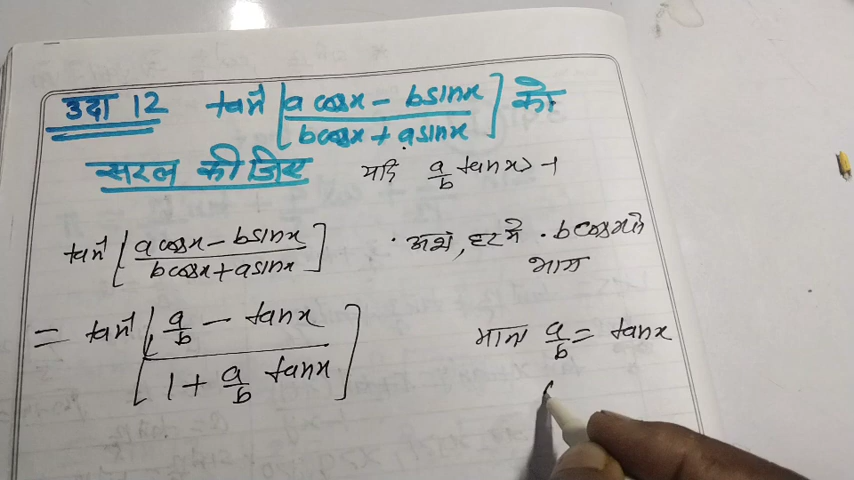 उदा 12 tan⁻¹ [a cosx - b sinx / b cosx + a sinx] को
सरल कीजिए यदि a/b tanx > -1
tan⁻¹ [a cosx - b sinx / b cosx + a sinx] . अंश, हर में . b cosx से
भाग
= tan⁻¹ [a/b - tanx / 1 + a/b tanx] माना a/b = tanx